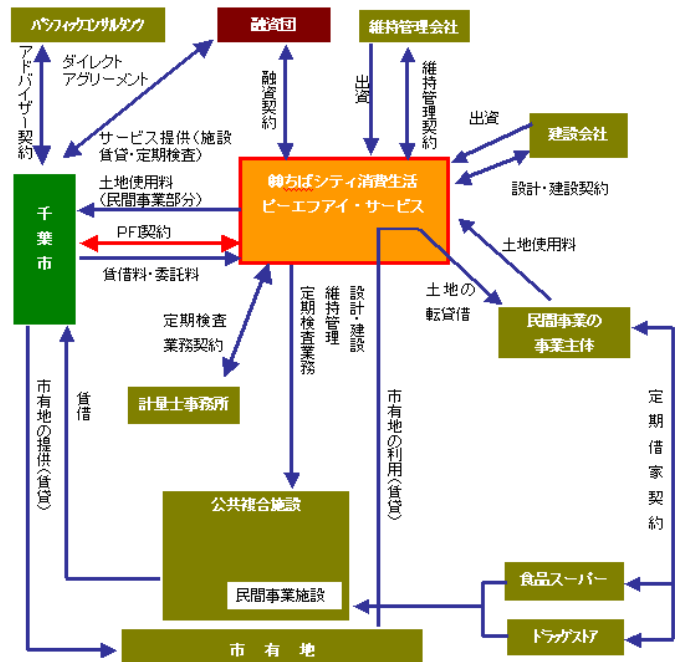 パシフィックコンサルタンツ
融資団
維持管理会社
アドバイザー契約
ダイレクト
アグリーメント
融資契約
出資
維持管理契約
出資
建設会社
サービス提供(施設
賃貸・定期検査)
設計・建設契約
㈱ちばシティ消費生活
ピーエフアイ・サービス
千葉市
土地使用料
(民間事業部分)
PFI契約
賃借料・委託料
土地使用料
土地の
転貸借
民間事業の
事業主体
定期検査
業務契約
設計・建設
維持管理
定期検査業務
計量士事務所
市有地の提供(賃貸)
賃借
市有地の利用(賃貸)
定期借家契約
公共複合施設
民間事業施設
食品スーパー
ドラッグストア
市有地